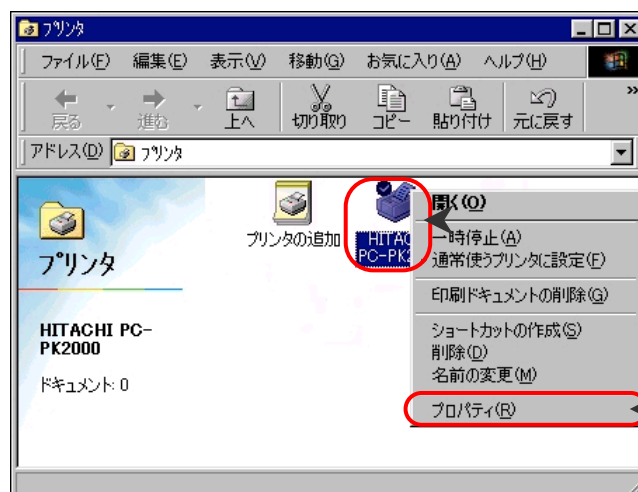 プリンタ
ファイル(F) 編集(E) 表示(V) 移動(G) お気に入り(A) ヘルプ(H)
戻る 進む 上へ 切り取り コピー 貼り付け 元に戻す »
アドレス(D) プリンタ
プリンタ
HITACHI PC-
PK2000
ドキュメント: 0
プリンタの追加
HITAC
PC-PK2
開く(O)
一時停止(A)
通常使うプリンタに設定(F)
印刷ドキュメントの削除(G)
ショートカットの作成(S)
削除(D)
名前の変更(M)
プロパティ(R)